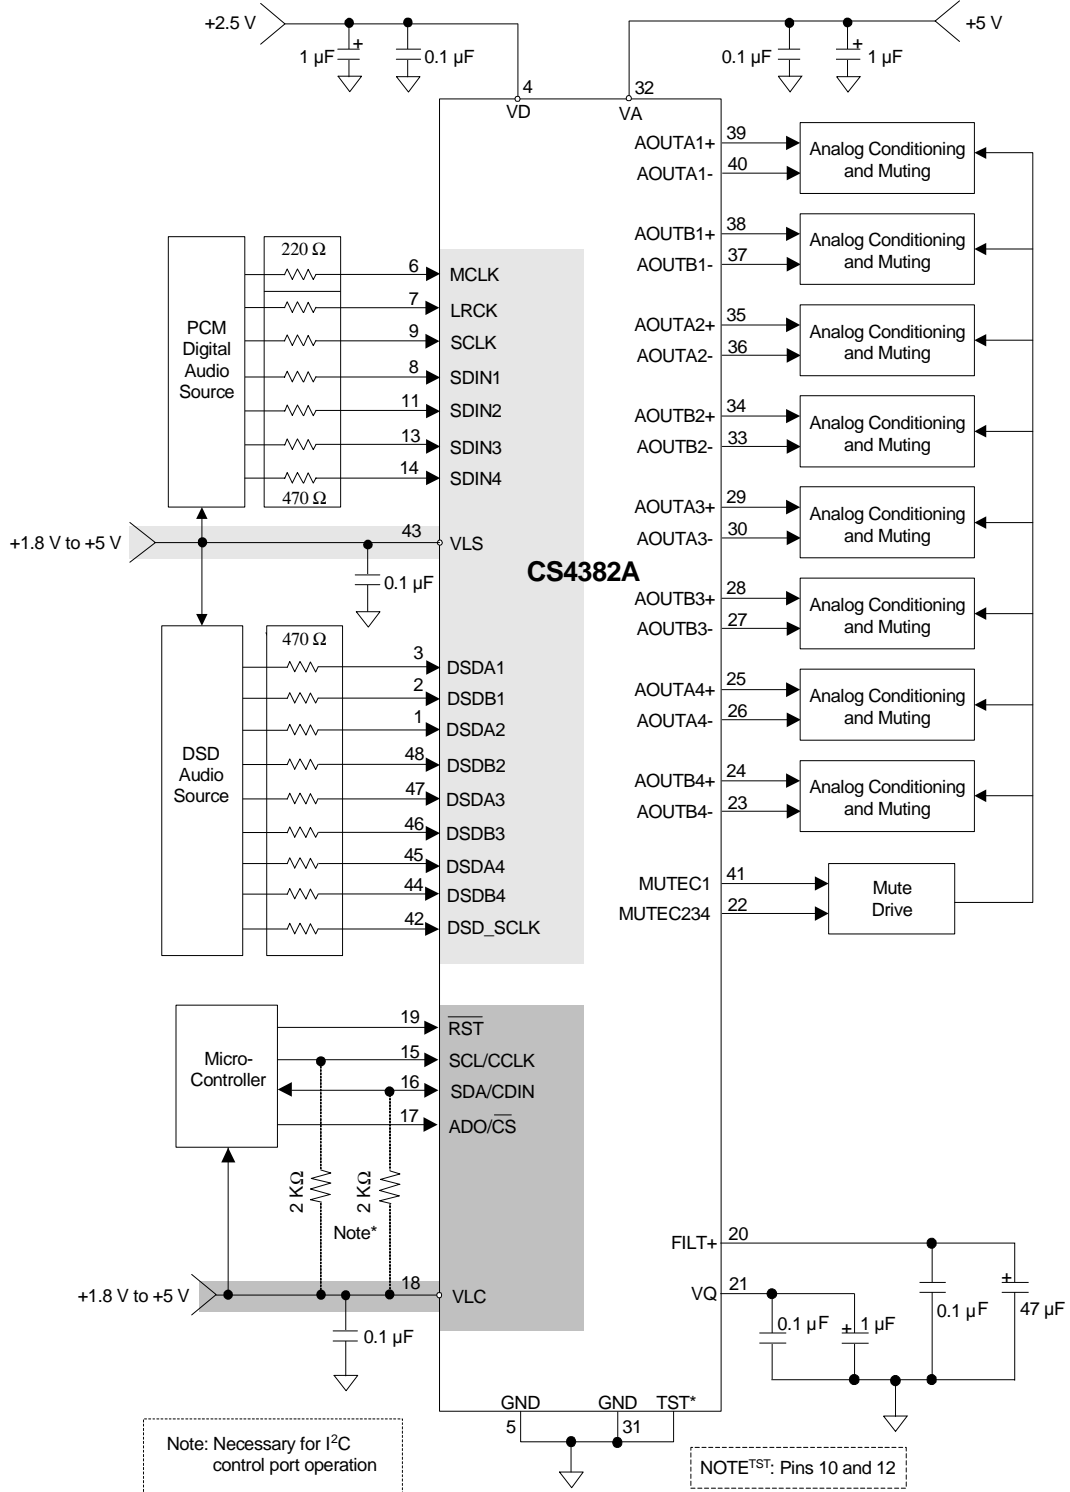 +2.5 V
+5 V
1 µF
+
0.1 µF
0.1 µF
+
1 µF
4
32
VD
VA
AOUTA1+
39
AOUTA1-
40
Analog Conditioning
and Muting
AOUTB1+
38
AOUTB1-
37
Analog Conditioning
and Muting
AOUTA2+
35
AOUTA2-
36
Analog Conditioning
and Muting
AOUTB2+
34
AOUTB2-
33
Analog Conditioning
and Muting
AOUTA3+
29
AOUTA3-
30
Analog Conditioning
and Muting
AOUTB3+
28
AOUTB3-
27
Analog Conditioning
and Muting
AOUTA4+
25
AOUTA4-
26
Analog Conditioning
and Muting
AOUTB4+
24
AOUTB4-
23
Analog Conditioning
and Muting
MUTEC1
41
MUTEC234
22
Mute
Drive
PCM
Digital
Audio
Source
220 Ω
6
MCLK
7
LRCK
9
SCLK
8
SDIN1
11
SDIN2
13
SDIN3
14
SDIN4
470 Ω
+1.8 V to +5 V
43
VLS
0.1 µF
CS4382A
DSD
Audio
Source
470 Ω
3
DSDA1
2
DSDB1
1
DSDA2
48
DSDB2
47
DSDA3
46
DSDB3
45
DSDA4
44
DSDB4
42
DSD_SCLK
Micro-
Controller
19
RST
15
SCL/CCLK
16
SDA/CDIN
17
ADO/CS
2 KΩ
2 KΩ
Note*
+1.8 V to +5 V
18
VLC
0.1 µF
FILT+
20
VQ
21
0.1 µF
+
1 µF
0.1 µF
+
47 µF
GND
5
GND
31
TST*
Note: Necessary for I²C
control port operation
NOTE^TST: Pins 10 and 12